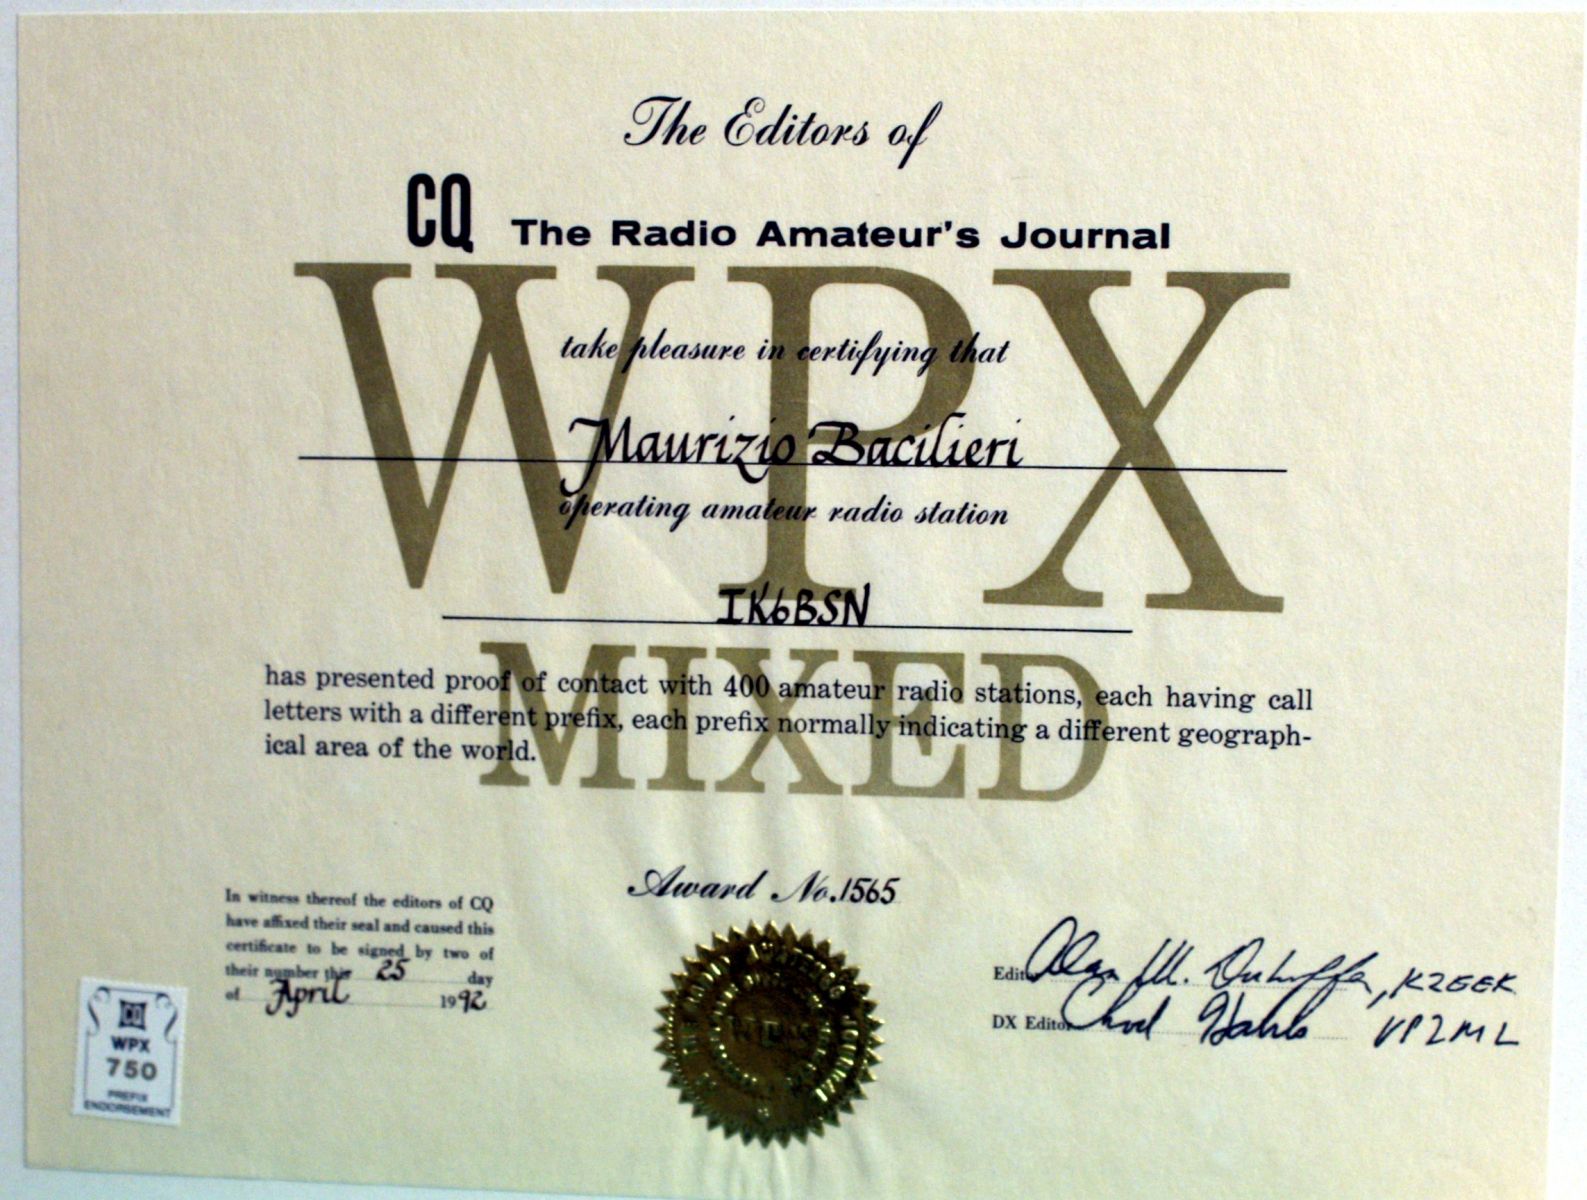 The Editors of
CQ The Radio Amateur's Journal
WPX
take pleasure in certifying that
Maurizio Bacilieri
operating amateur radio station
IK6BSN
MIXED
has presented proof of contact with 400 amateur radio stations, each having call
letters with a different prefix, each prefix normally indicating a different geograph-
ical area of the world.
Award No. 1565
In witness thereof the editors of CQ
have affixed their seal and caused this
certificate to be signed by two of
their number this 25 day
of April 1992
Editor K2EEK
DX Editor VP2ML
CQ
WPX
750
PREFIX
ENDORSEMENT